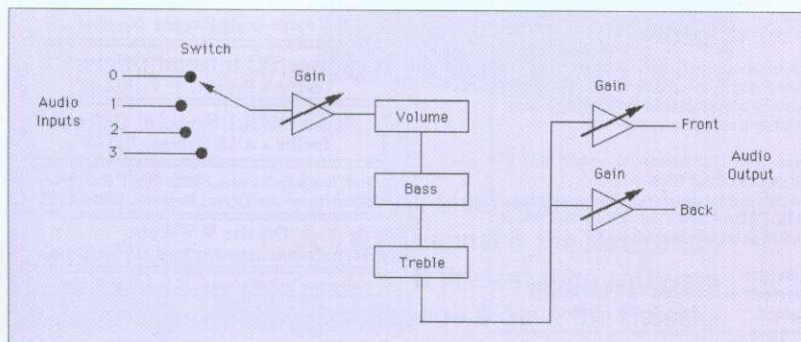 Switch
0
1
2
3
Audio
Inputs
Gain
Volume
Bass
Treble
Gain
Front
Gain
Back
Audio
Output